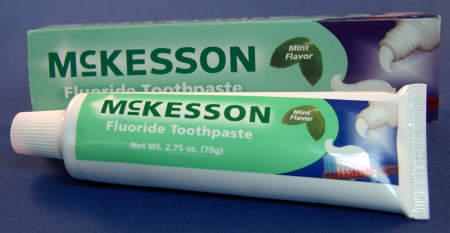 McKESSON
Mint
Flavor
Fluoride Toothpaste
McKESSON
Mint
Flavor
Fluoride Toothpaste
Net Wt. 2.75 oz. (78g)